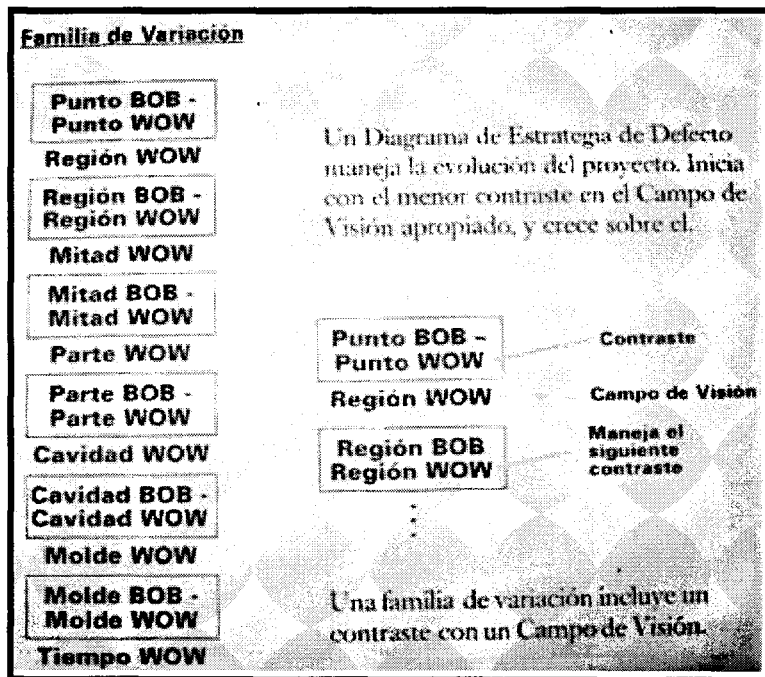 Familia de Variación
Punto BOB -
Punto WOW
Región WOW
Región BOB -
Región WOW
Mitad WOW
Mitad BOB -
Mitad WOW
Parte WOW
Parte BOB -
Parte WOW
Cavidad WOW
Cavidad BOB -
Cavidad WOW
Molde WOW
Molde BOB -
Molde WOW
Tiempo WOW
Un Diagrama de Estrategia de Defecto
maneja la evolución del proyecto. Inicia
con el menor contraste en el Campo de
Visión apropiado, y crece sobre el.
Punto BOB -
Punto WOW
Contraste
Región WOW
Campo de Visión
Región BOB
Región WOW
Maneja el
siguiente
contraste
Una familia de variación incluye un
contraste con un Campo de Visión.